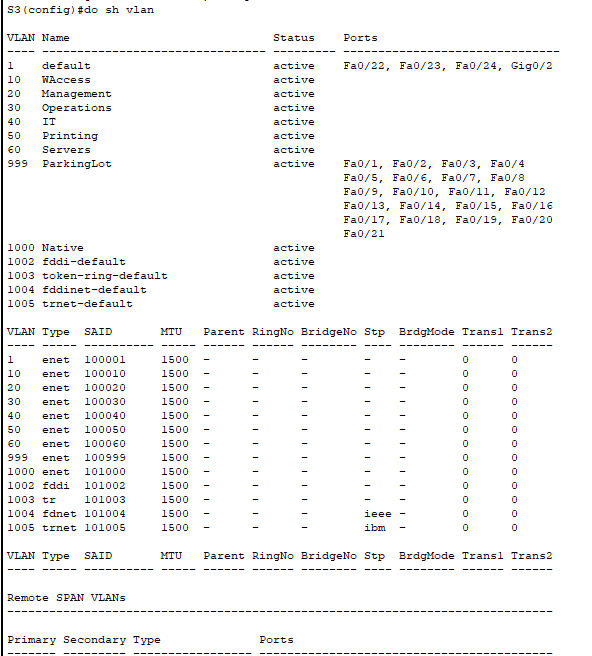 S3(config)#do sh vlan
VLAN Name                             Status    Ports
---- -------------------------------- --------- -------------------------------
1    default                          active    Fa0/22, Fa0/23, Fa0/24, Gig0/2
10   WAccess                          active
20   Management                       active
30   Operations                       active
40   IT                               active
50   Printing                         active
60   Servers                          active
999  ParkingLot                       active    Fa0/1, Fa0/2, Fa0/3, Fa0/4
                                                Fa0/5, Fa0/6, Fa0/7, Fa0/8
                                                Fa0/9, Fa0/10, Fa0/11, Fa0/12
                                                Fa0/13, Fa0/14, Fa0/15, Fa0/16
                                                Fa0/17, Fa0/18, Fa0/19, Fa0/20
                                                Fa0/21
1000 Native                           active
1002 fddi-default                     active
1003 token-ring-default               active
1004 fddinet-default                  active
1005 trnet-default                    active
VLAN Type  SAID       MTU   Parent RingNo BridgeNo Stp  BrdgMode Trans1 Trans2
---- ----- ---------- ----- ------ ------ -------- ---- -------- ------ ------
1    enet  100001     1500  -      -      -        -    -        0      0
10   enet  100010     1500  -      -      -        -    -        0      0
20   enet  100020     1500  -      -      -        -    -        0      0
30   enet  100030     1500  -      -      -        -    -        0      0
40   enet  100040     1500  -      -      -        -    -        0      0
50   enet  100050     1500  -      -      -        -    -        0      0
60   enet  100060     1500  -      -      -        -    -        0      0
999  enet  100999     1500  -      -      -        -    -        0      0
1000 enet  101000     1500  -      -      -        -    -        0      0
1002 fddi  101002     1500  -      -      -        -    -        0      0
1003 tr    101003     1500  -      -      -        -    -        0      0
1004 fdnet 101004     1500  -      -      -        ieee -        0      0
1005 trnet 101005     1500  -      -      -        ibm  -        0      0
VLAN Type  SAID       MTU   Parent RingNo BridgeNo Stp  BrdgMode Trans1 Trans2
---- ----- ---------- ----- ------ ------ -------- ---- -------- ------ ------
Remote SPAN VLANs
------------------------------------------------------------------------------
Primary Secondary Type              Ports
------- --------- ----------------- ------------------------------------------